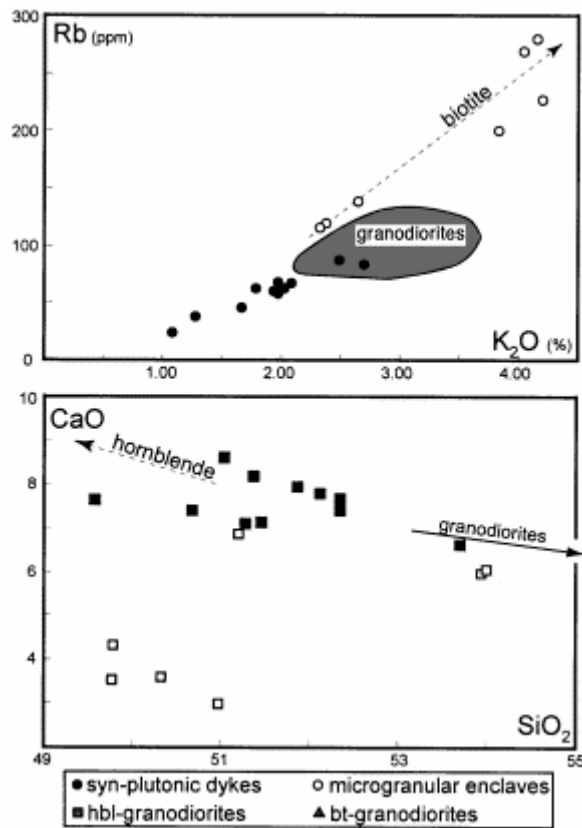 300
Rb (ppm)
biotite
200
granodiorites
100
K₂O (%)
0
1.00 2.00 3.00 4.00
10
CaO
hornblende
8
granodiorites
6
4
SiO₂
49 51 53 55
● syn-plutonic dykes ○ microgranular enclaves
■ hbl-granodiorites ▲ bt-granodiorites